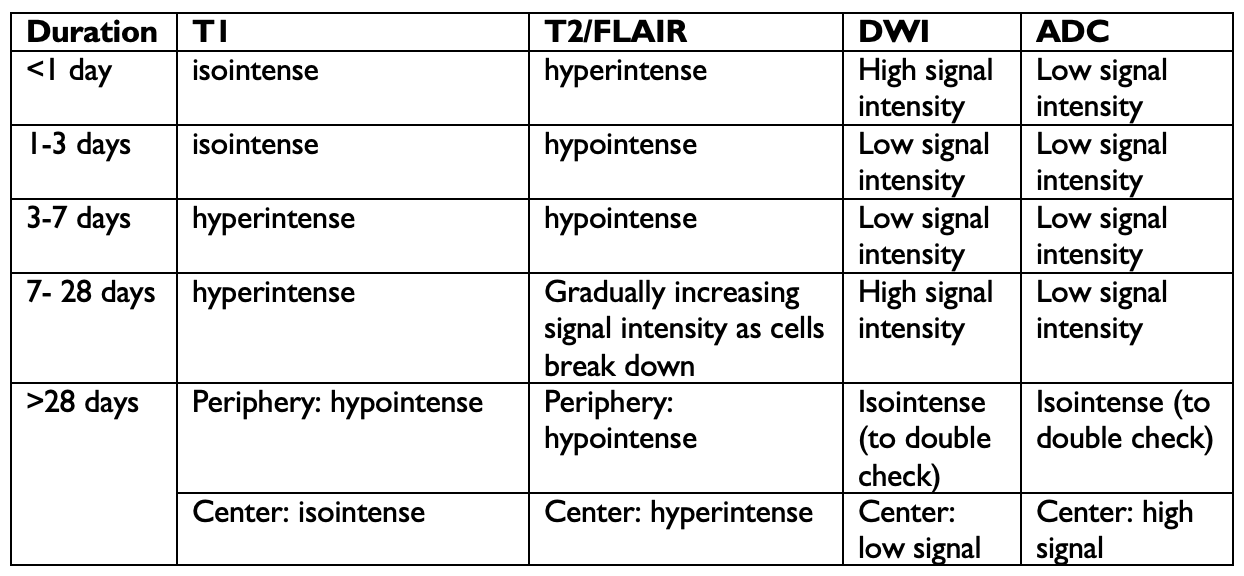 Duration T1 T2/FLAIR DWI ADC
<1 day isointense hyperintense High signal Low signal
intensity intensity
1-3 days isointense hypointense Low signal Low signal
intensity intensity
3-7 days hyperintense hypointense Low signal Low signal
intensity intensity
7- 28 days hyperintense Gradually increasing High signal Low signal
signal intensity as cells intensity intensity
break down
>28 days Periphery: hypointense Periphery: Isointense Isointense (to
hypointense (to double double check)
check)
Center: isointense Center: hyperintense Center: Center: high
low signal signal